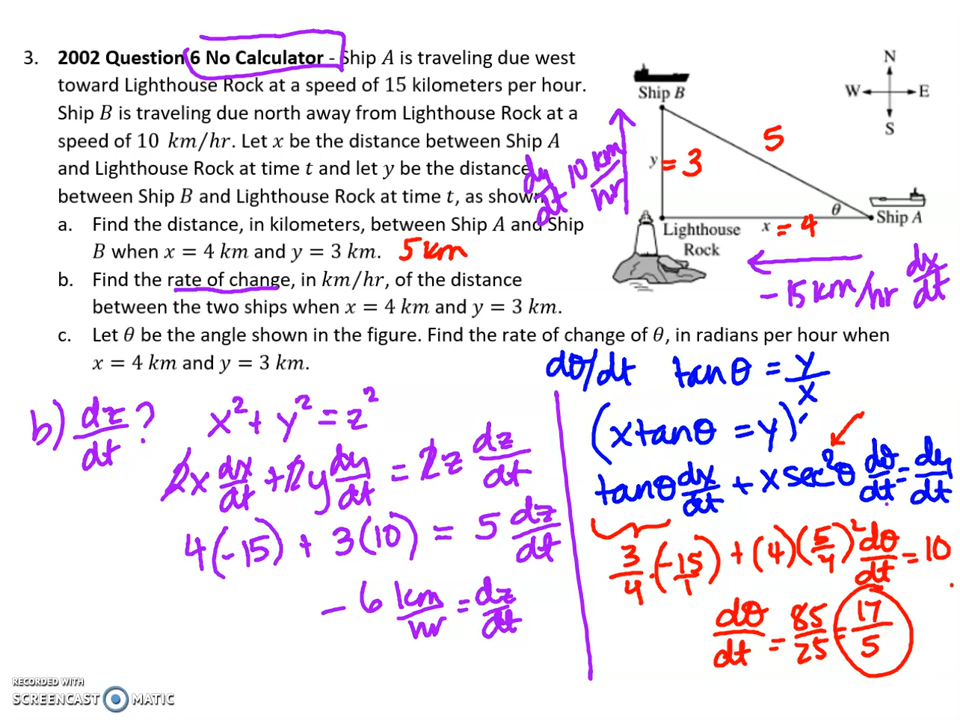 3. 2002 Question 6 No Calculator - Ship A is traveling due west
toward Lighthouse Rock at a speed of 15 kilometers per hour.
Ship B is traveling due north away from Lighthouse Rock at a
speed of 10 km/hr. Let x be the distance between Ship A
and Lighthouse Rock at time t and let y be the distance
between Ship B and Lighthouse Rock at time t, as shown
a. Find the distance, in kilometers, between Ship A and Ship
B when x = 4 km and y = 3 km. 5 km
b. Find the rate of change, in km/hr, of the distance
between the two ships when x = 4 km and y = 3 km.
c. Let θ be the angle shown in the figure. Find the rate of change of θ, in radians per hour when
x = 4 km and y = 3 km.
Ship B
N
W E
S
5
y = 3
dy/dt 10 km/hr
θ
Ship A
Lighthouse
Rock
x = 4
-15 km/hr dx/dt
b) dz/dt ? x² + y² = z²
2x dx/dt + 2y dy/dt = 2z dz/dt
4(-15) + 3(10) = 5 dz/dt
-6 km/hr = dz/dt
dθ/dt tanθ = y/x
(x tanθ = y)'
tanθ dx/dt + x sec²θ dθ/dt = dy/dt
3/4 · (-15/1) + (4)(5/4)² dθ/dt = 10
dθ/dt = 85/25 = 17/5
RECORDED WITH
SCREENCAST MATIC